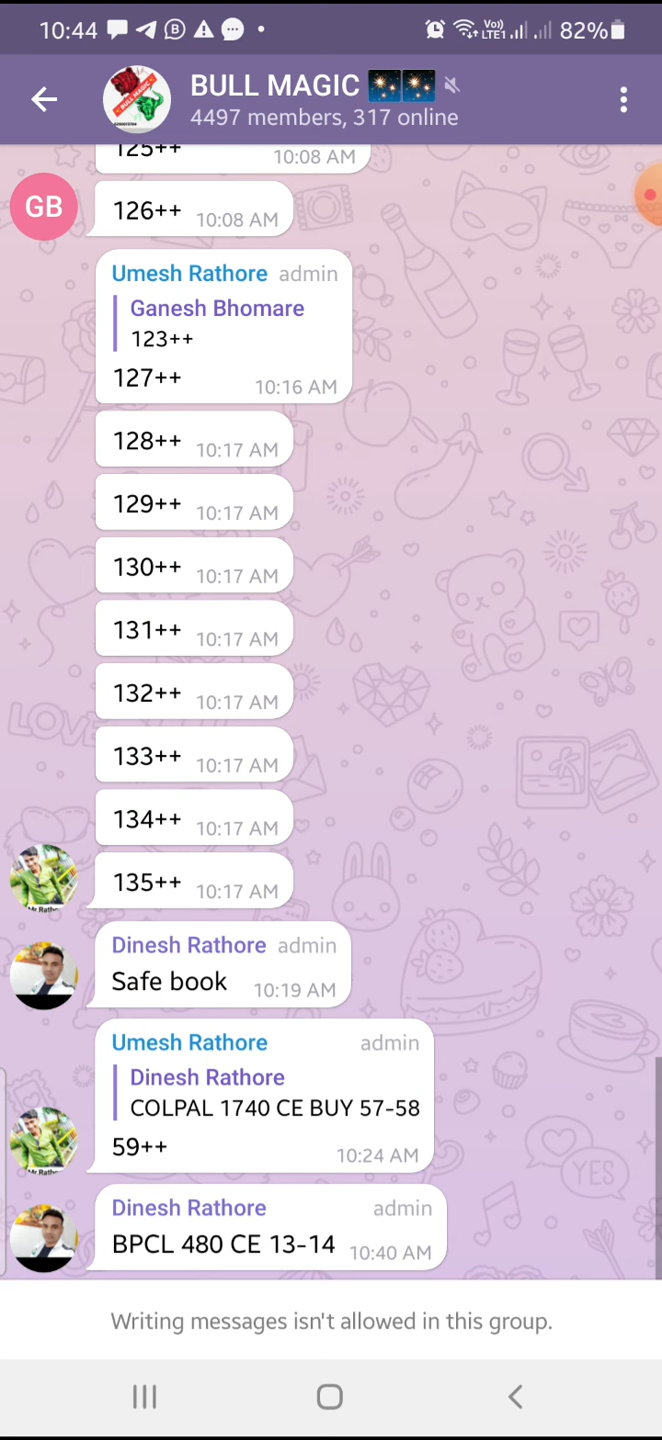 10:44
Vo))
LTE1
82%
BULL MAGIC
4497 members, 317 online
125++ 10:08 AM
GB
126++ 10:08 AM
Umesh Rathore admin
Ganesh Bhomare
123++
127++ 10:16 AM
128++ 10:17 AM
129++ 10:17 AM
130++ 10:17 AM
131++ 10:17 AM
132++ 10:17 AM
133++ 10:17 AM
134++ 10:17 AM
135++ 10:17 AM
Dinesh Rathore admin
Safe book 10:19 AM
Umesh Rathore admin
Dinesh Rathore
COLPAL 1740 CE BUY 57-58
59++ 10:24 AM
Dinesh Rathore admin
BPCL 480 CE 13-14 10:40 AM
LOVE
YES
Writing messages isn't allowed in this group.